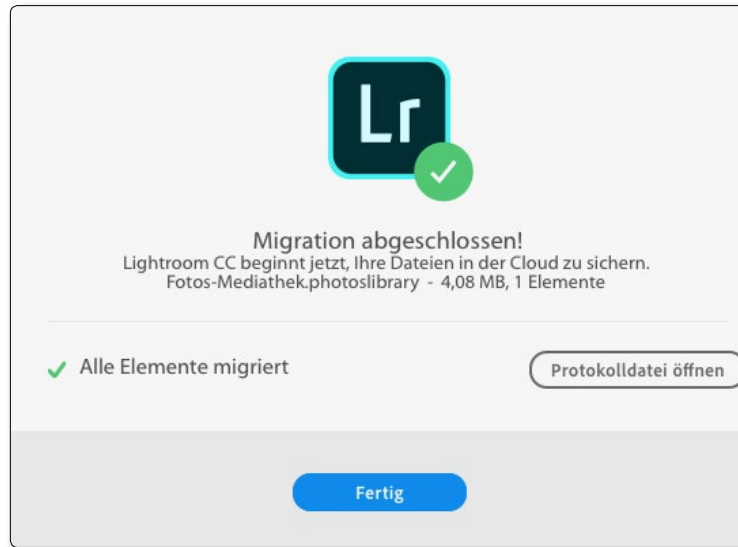 Lr
Migration abgeschlossen!
Lightroom CC beginnt jetzt, Ihre Dateien in der Cloud zu sichern.
Fotos-Mediathek.photoslibrary - 4,08 MB, 1 Elemente
Alle Elemente migriert
Protokolldatei öffnen
Fertig